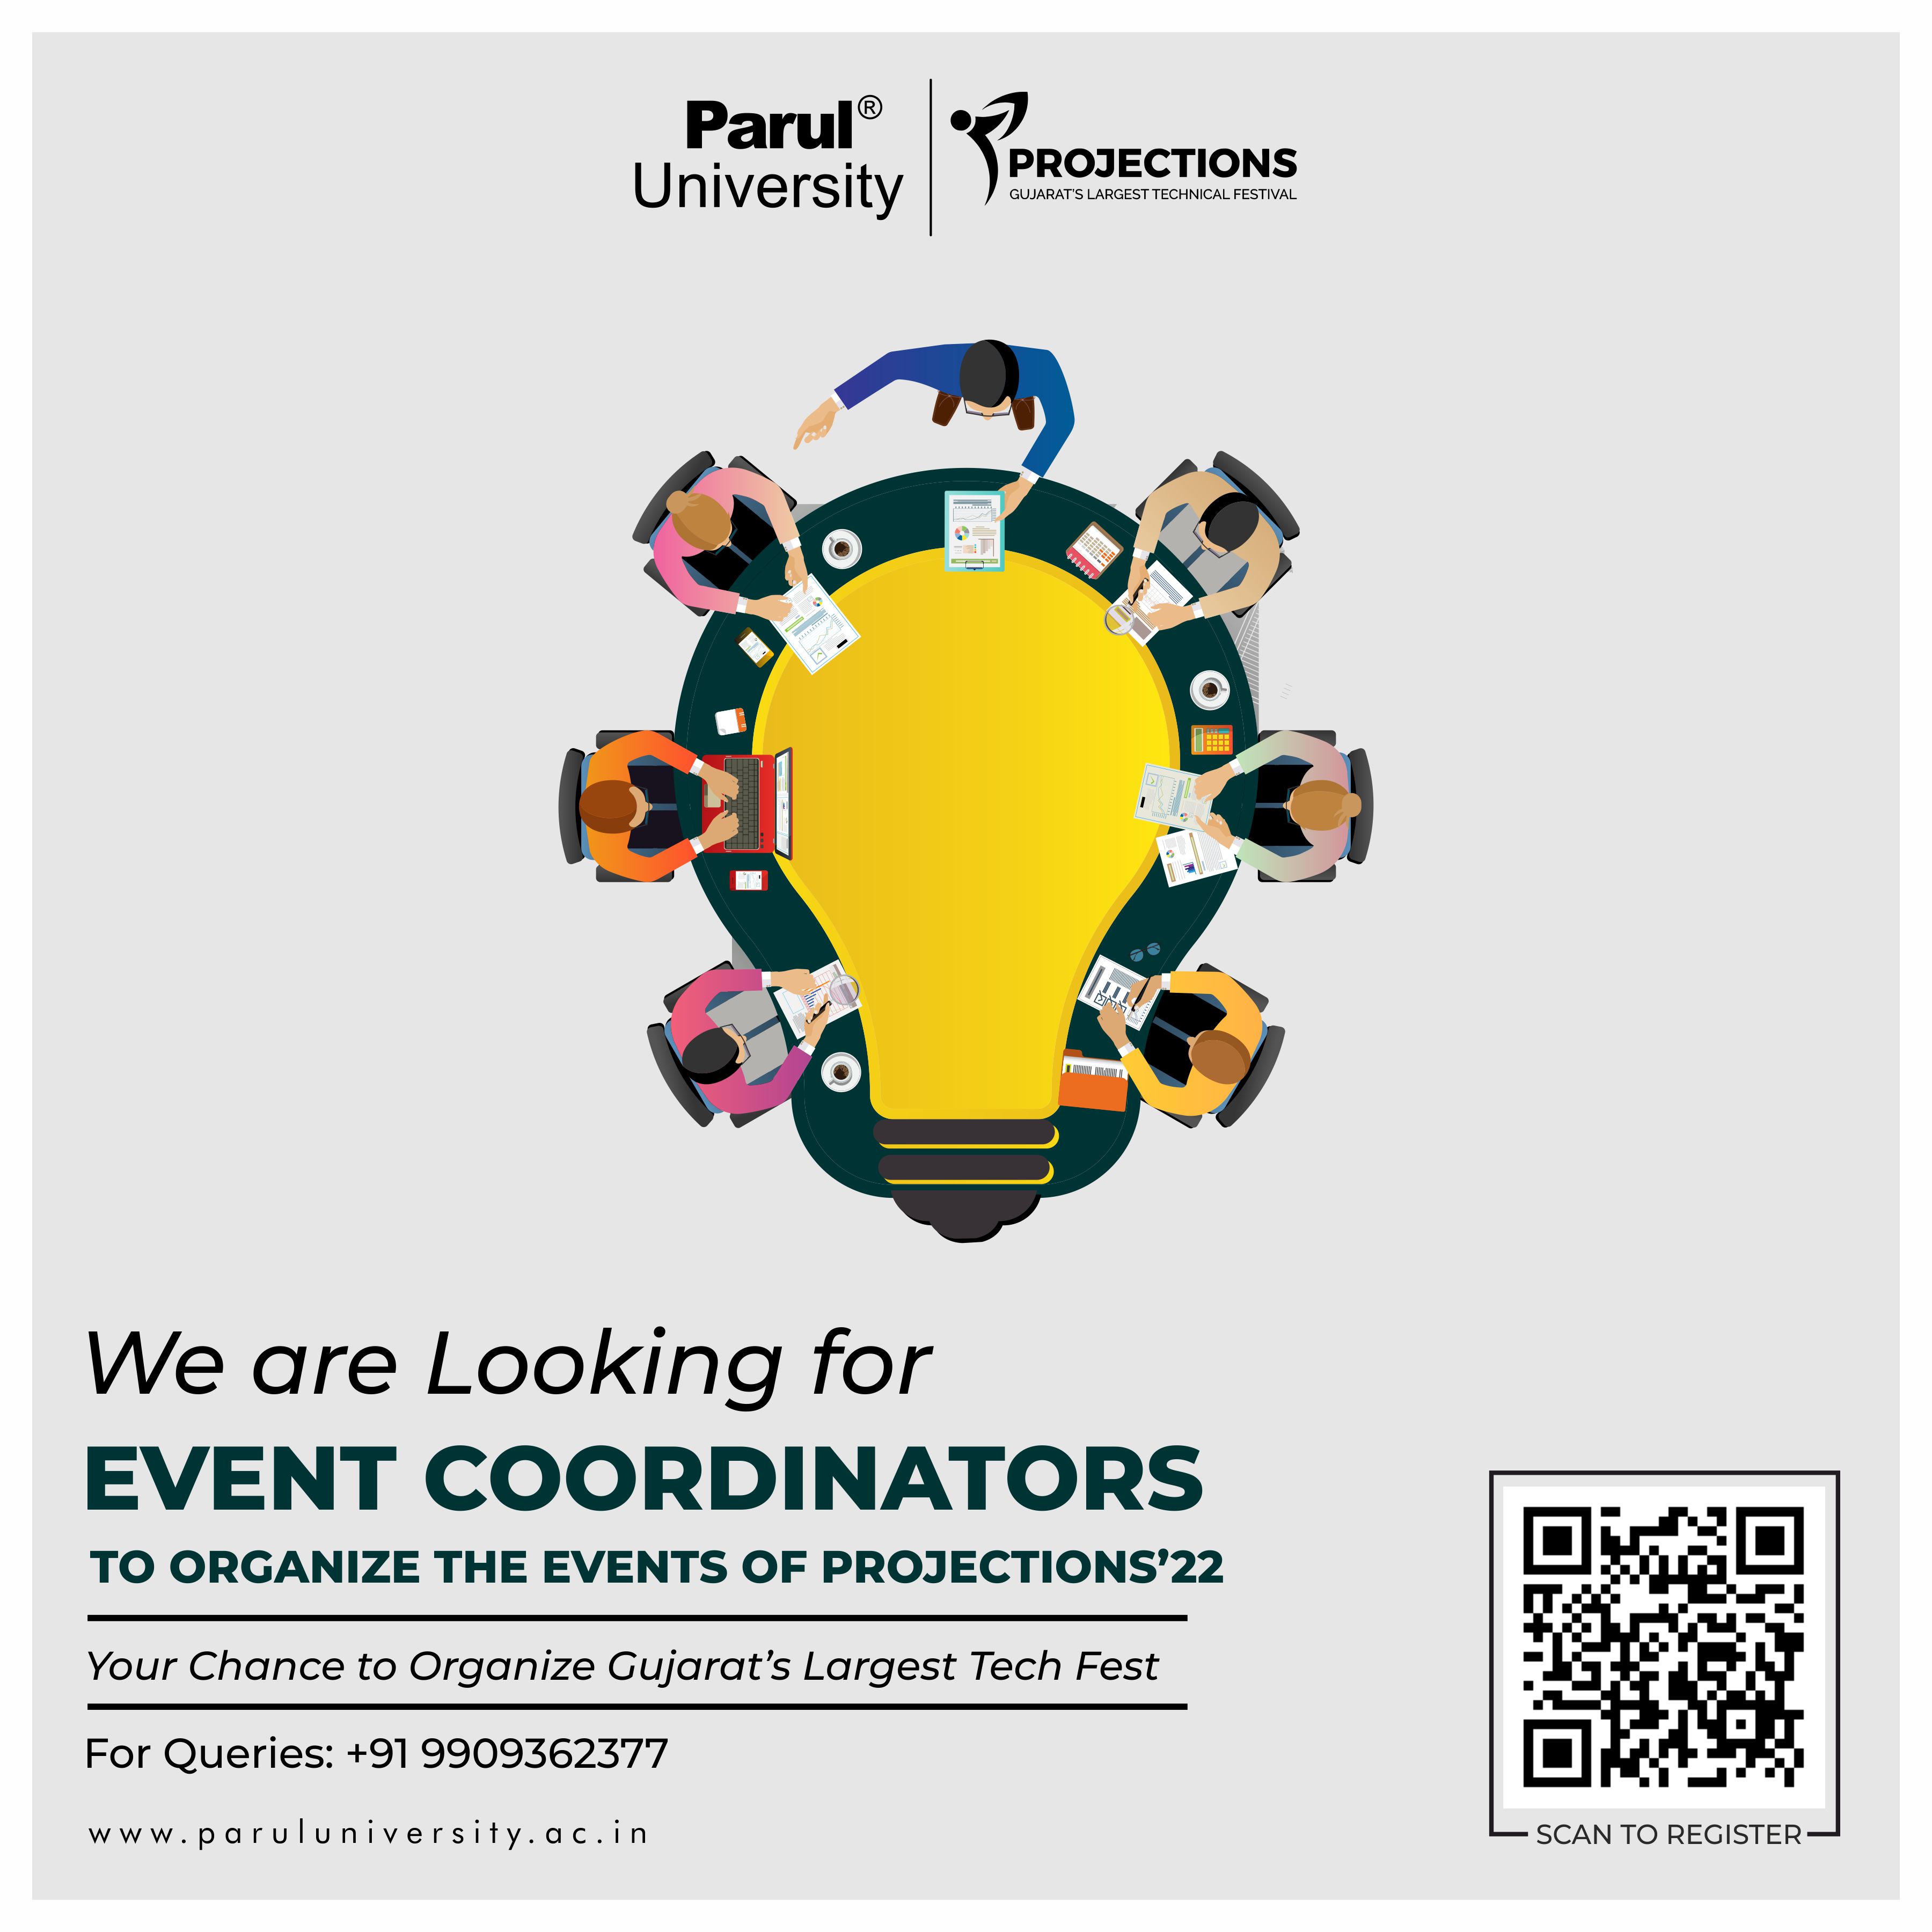 Parul®
University
PROJECTIONS
GUJARAT'S LARGEST TECHNICAL FESTIVAL
We are Looking for
EVENT COORDINATORS
TO ORGANIZE THE EVENTS OF PROJECTIONS’22
Your Chance to Organize Gujarat’s Largest Tech Fest
For Queries: +91 9909362377
www.paruluniversity.ac.in
SCAN TO REGISTER